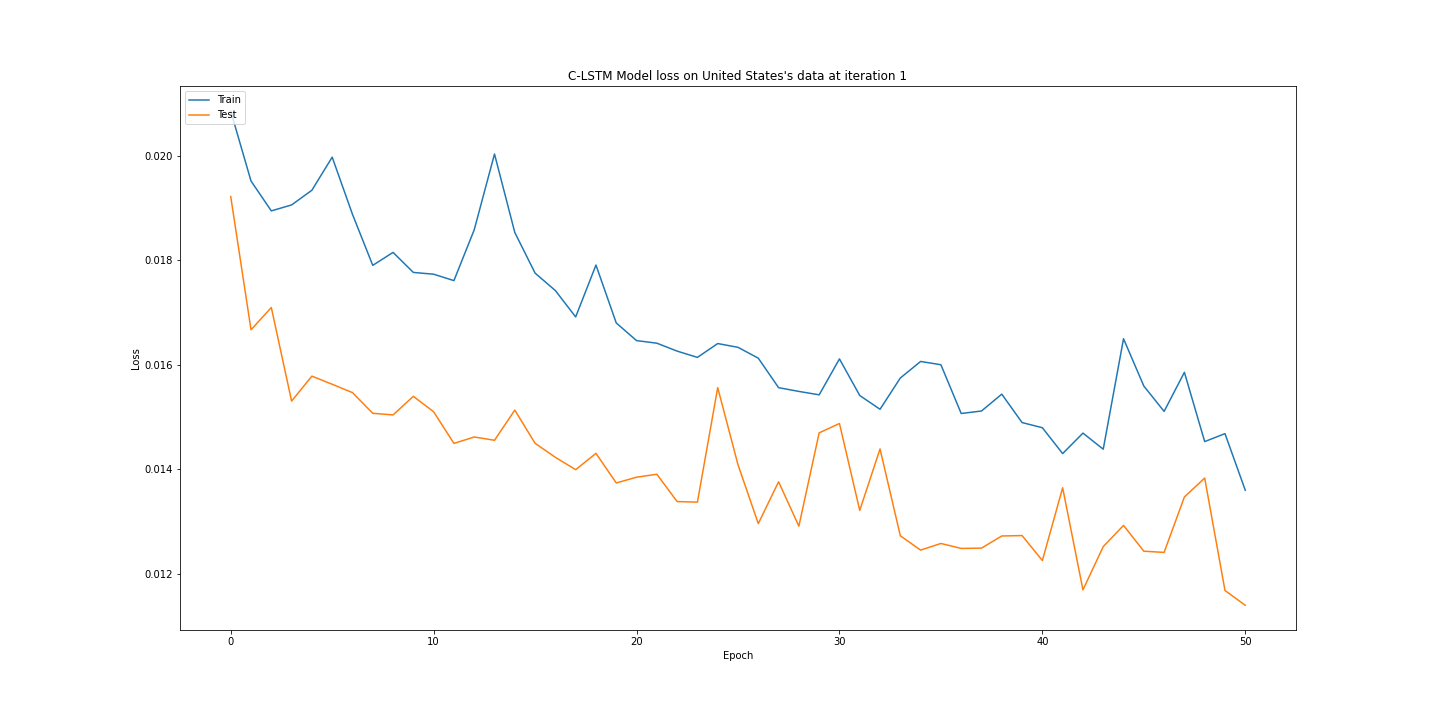 C-LSTM Model loss on United States's data at iteration 1
Train
Test
0.020
0.018
0.016
0.014
0.012
Loss
0 10 20 30 40 50
Epoch